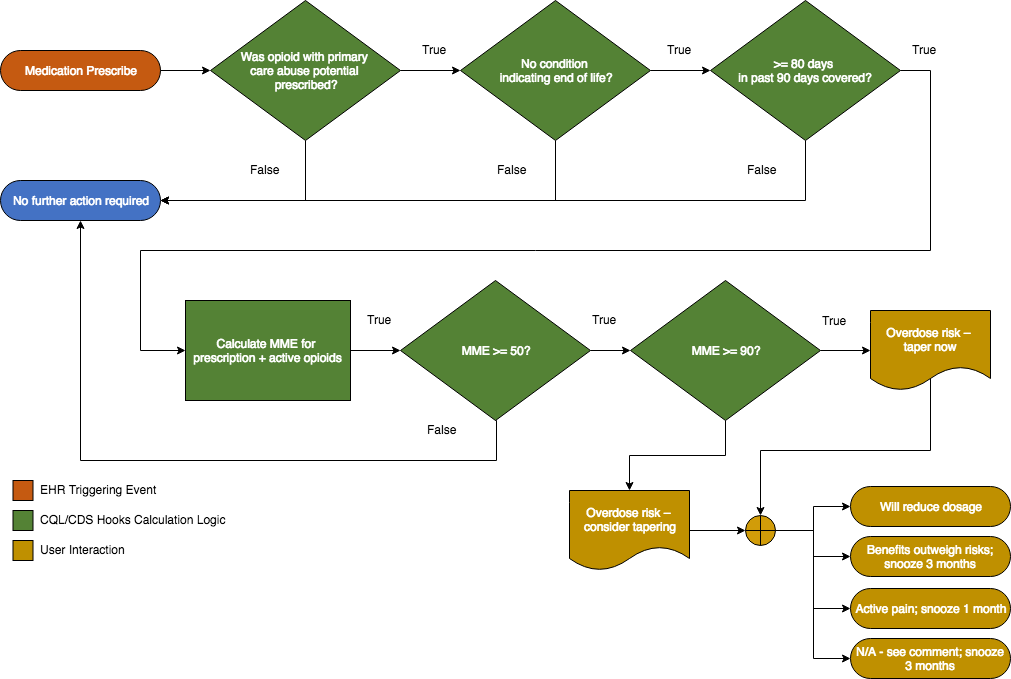 Medication Prescribe
Was opioid with primary
care abuse potential
prescribed?
True
No condition
indicating end of life?
True
>= 80 days
in past 90 days covered?
True
False
False
False
No further action required
Calculate MME for
prescription + active opioids
True
MME >= 50?
True
MME >= 90?
True
Overdose risk –
taper now
False
EHR Triggering Event
CQL/CDS Hooks Calculation Logic
User Interaction
Overdose risk –
consider tapering
Will reduce dosage
Benefits outweigh risks;
snooze 3 months
Active pain; snooze 1 month
N/A - see comment; snooze
3 months